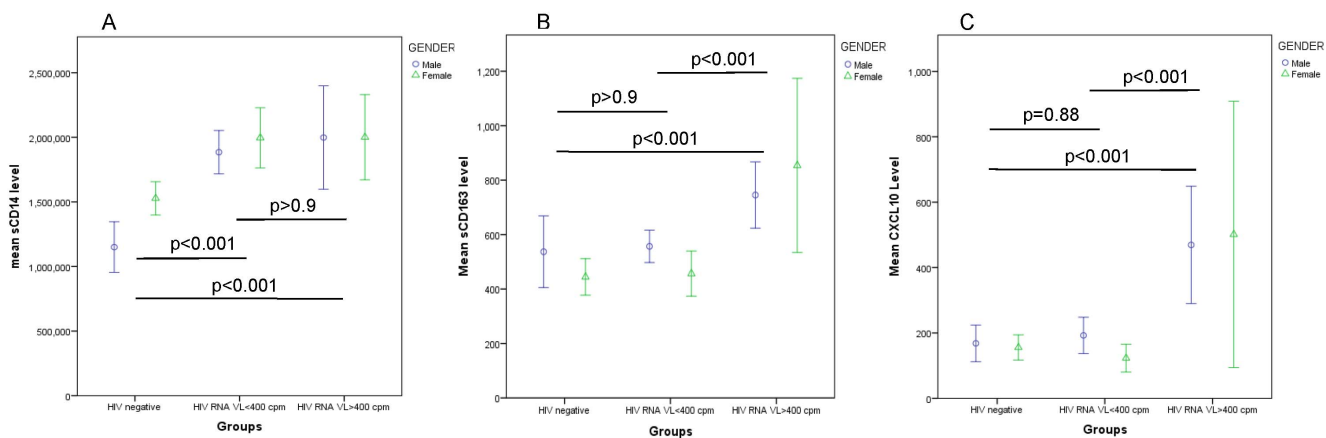 A
GENDER
Male
Female
mean sCD14 level
2,500,000
2,000,000
1,500,000
1,000,000
500,000
0
p>0.9
p<0.001
p<0.001
HIV negative
HIV RNA VL<400 cpm
HIV RNA VL>400 cpm
Groups
B
GENDER
Male
Female
Mean sCD163 level
1,200
1,000
800
600
400
200
0
p<0.001
p>0.9
p<0.001
HIV negative
HIV RNA VL<400 cpm
HIV RNA VL>400 cpm
Groups
C
GENDER
Male
Female
Mean CXCL10 Level
1,000
800
600
400
200
0
p<0.001
p=0.88
p<0.001
HIV negative
HIV RNA VL<400 cpm
HIV RNA VL>400 cpm
Groups